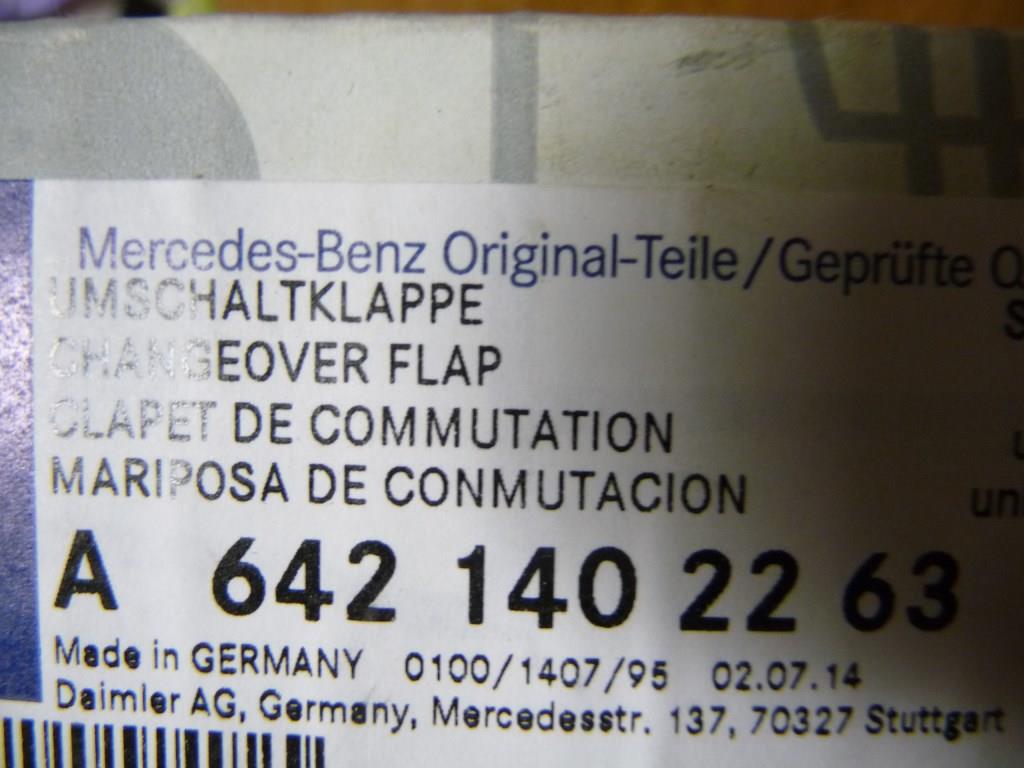 Mercedes-Benz Original-Teile/Geprüfte
UMSCHALTKLAPPE
CHANGEOVER FLAP
CLAPET DE COMMUTATION
MARIPOSA DE CONMUTACION
A 642 140 22 63
Made in GERMANY 0100/1407/95 02.07.14
Daimler AG, Germany, Mercedesstr. 137, 70327 Stuttgart